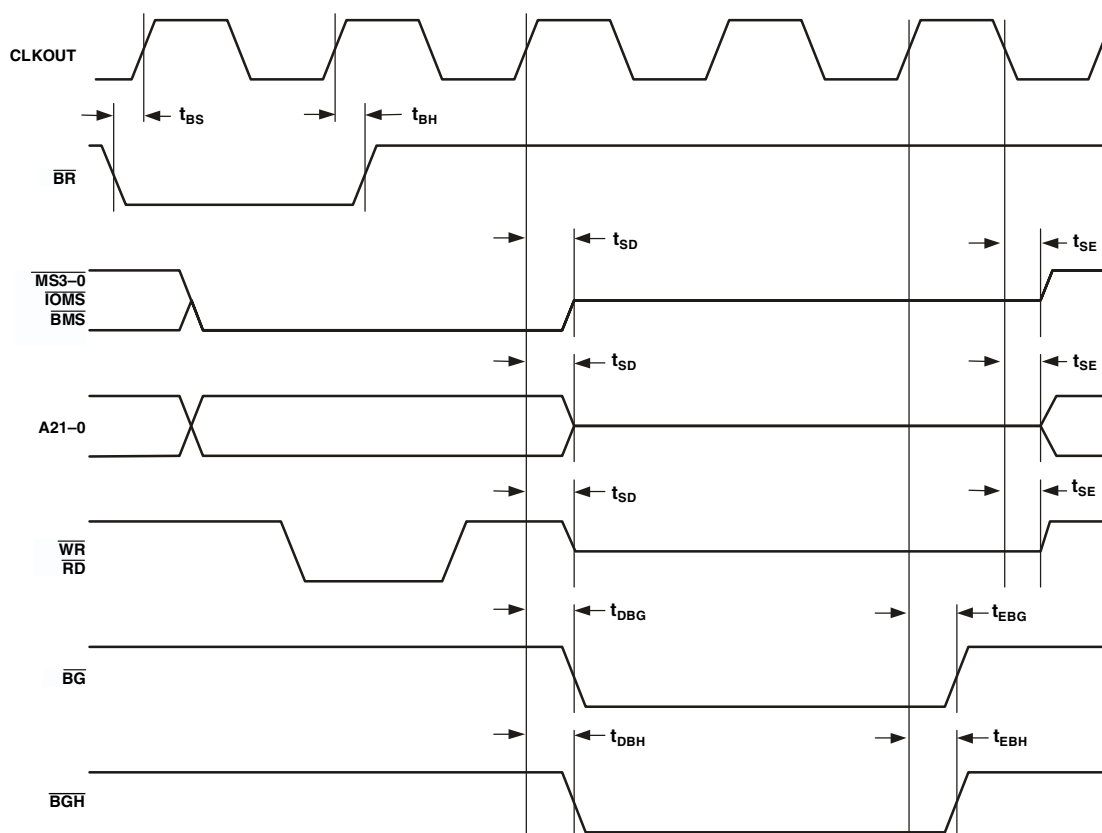 CLKOUT
tBS
tBH
BR
tSD
tSE
MS3–0
IOMS
BMS
tSD
tSE
A21–0
tSD
tSE
WR
RD
tDBG
tEBG
BG
tDBH
tEBH
BGH